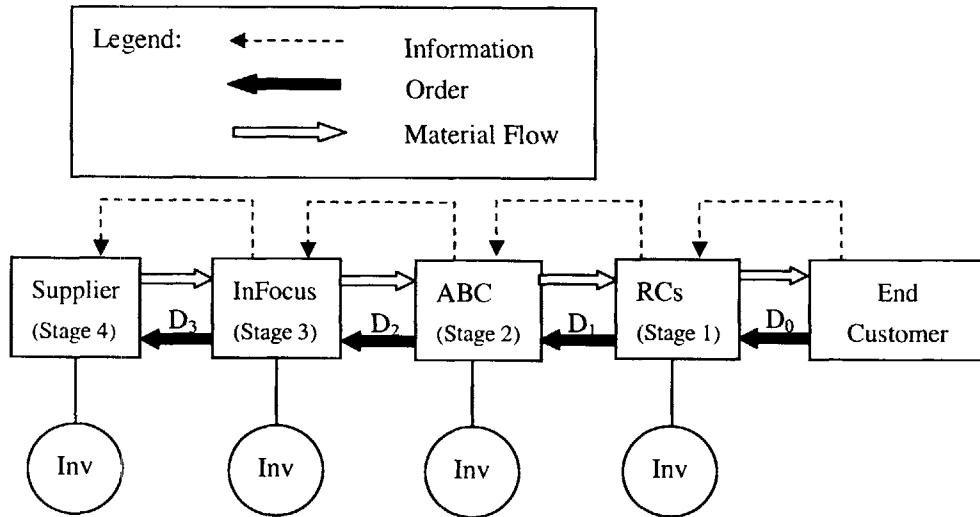 Legend:
Information
Order
Material Flow
Supplier
(Stage 4)
D₃
InFocus
(Stage 3)
D₂
ABC
(Stage 2)
D₁
RCs
(Stage 1)
D₀
End
Customer
Inv
Inv
Inv
Inv